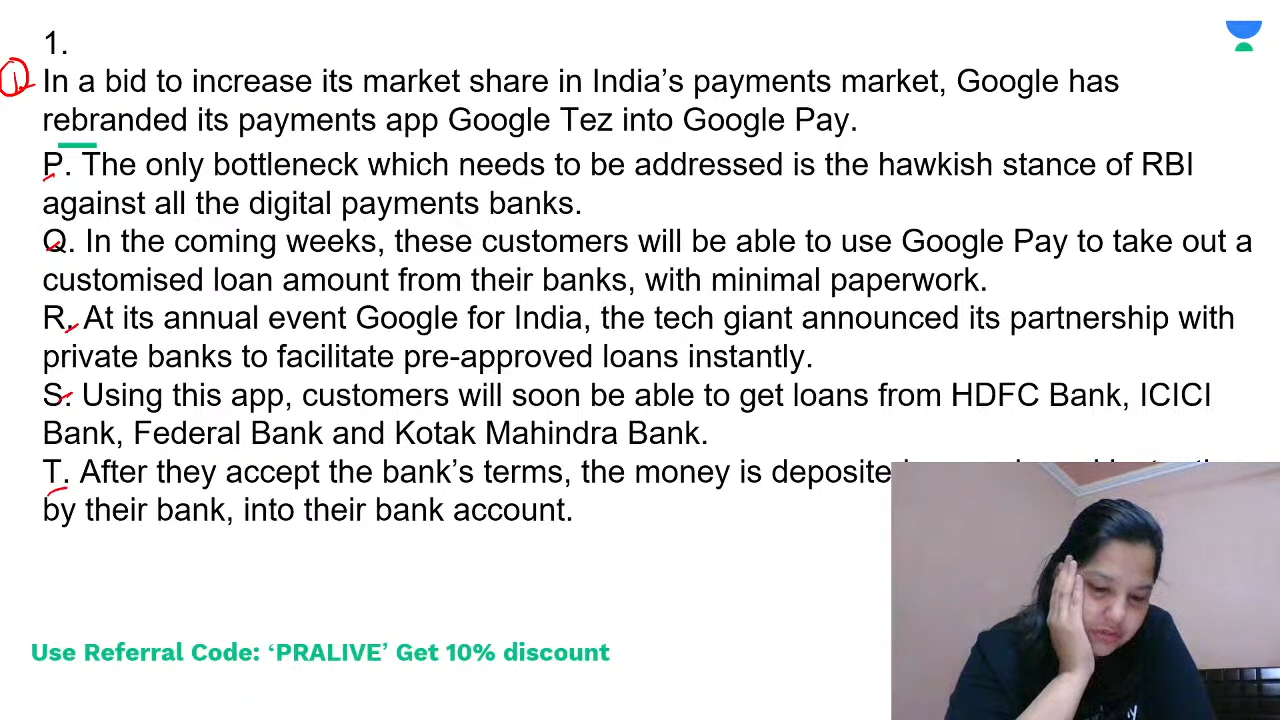 1.
In a bid to increase its market share in India’s payments market, Google has
rebranded its payments app Google Tez into Google Pay.
P. The only bottleneck which needs to be addressed is the hawkish stance of RBI
against all the digital payments banks.
Q. In the coming weeks, these customers will be able to use Google Pay to take out a
customised loan amount from their banks, with minimal paperwork.
R. At its annual event Google for India, the tech giant announced its partnership with
private banks to facilitate pre-approved loans instantly.
S. Using this app, customers will soon be able to get loans from HDFC Bank, ICICI
Bank, Federal Bank and Kotak Mahindra Bank.
T. After they accept the bank’s terms, the money is
by their bank, into their bank account.
Use Referral Code: ‘PRALIVE’ Get 10% discount